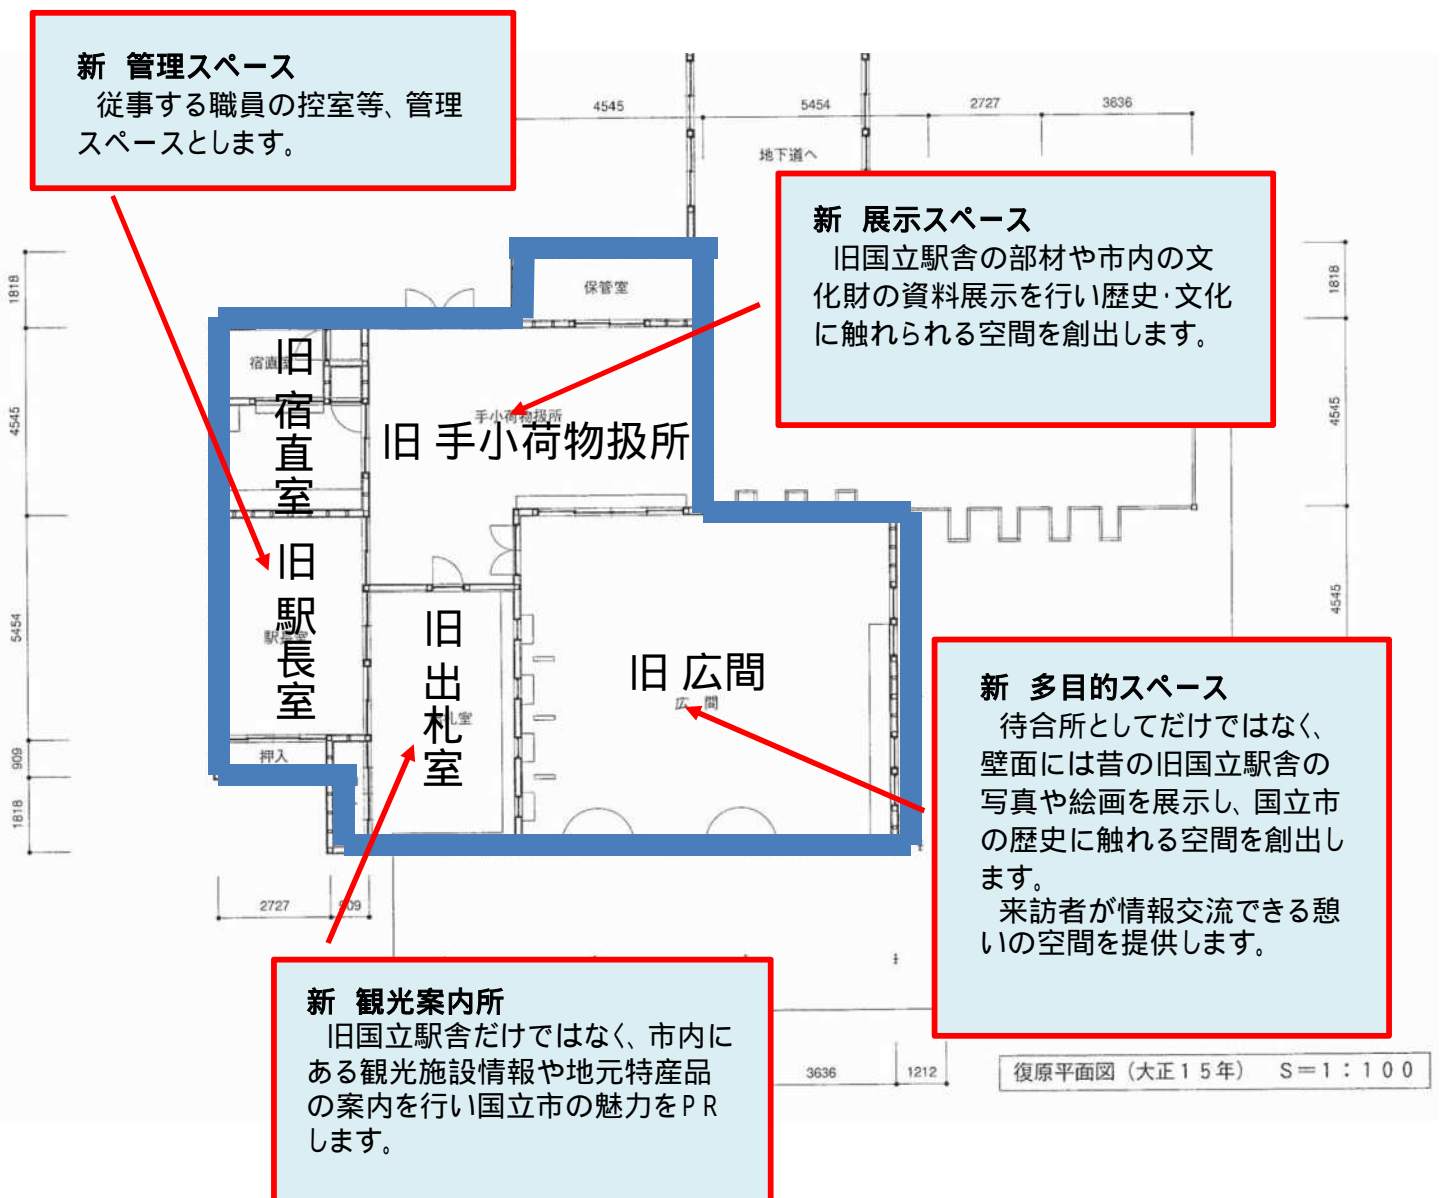 新 管理スペース
従事する職員の控室等、管理
スペースとします。
4545
5454
2727
3636
地下道へ
新 展示スペース
旧国立駅舎の部材や市内の文
化財の資料展示を行い歴史・文化
に触れられる空間を創出します。
1818
4545
5454
909
1818
1818
4545
4545
保管室
宿直室
旧 宿直室
手小荷物扱所
旧 手小荷物扱所
旧 駅長室
駅長室
押入
旧 出札室
札室
旧 広間
広 間
新 多目的スペース
待合所としてだけではなく、
壁面には昔の旧国立駅舎の
写真や絵画を展示し、国立市
の歴史に触れる空間を創出し
ます。
来訪者が情報交流できる憩
いの空間を提供します。
2727
909
新 観光案内所
旧国立駅舎だけではなく、市内に
ある観光施設情報や地元特産品
の案内を行い国立市の魅力をPR
します。
3636
1212
復原平面図（大正15年） S＝1：100